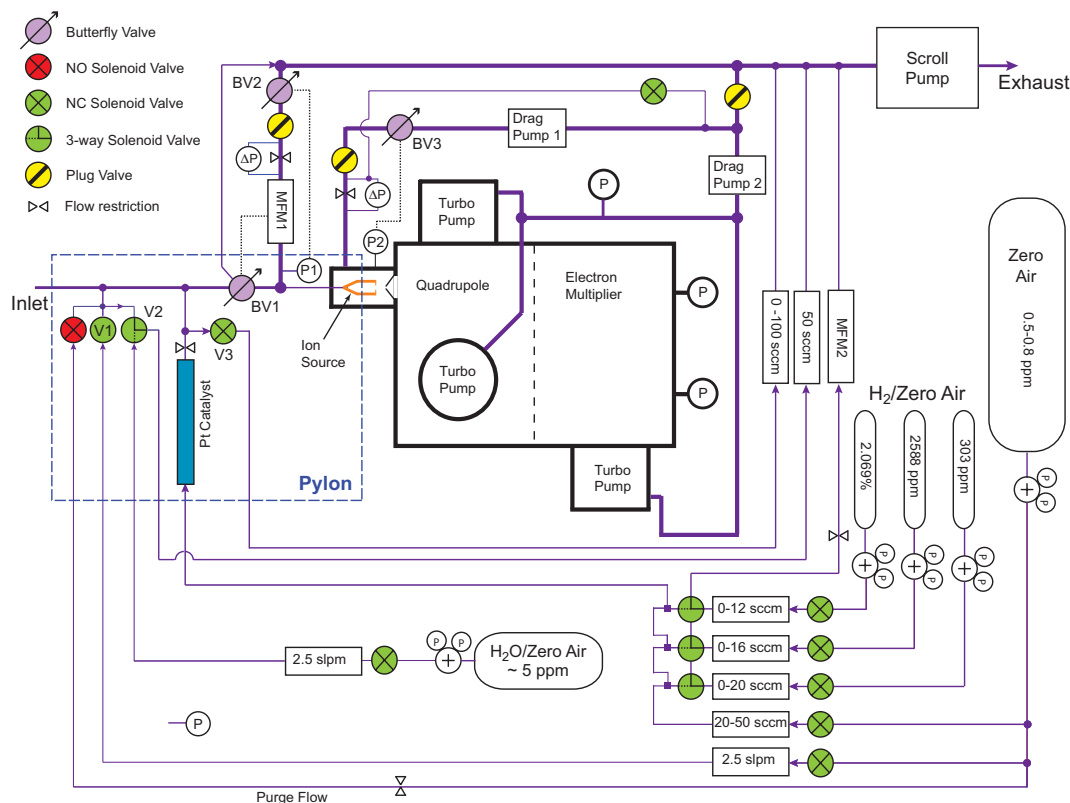 Butterfly Valve
NO Solenoid Valve
NC Solenoid Valve
3-way Solenoid Valve
Plug Valve
Flow restriction
BV2
ΔP
MFM1
P1
BV3
ΔP
P2
Drag
Pump 1
Drag
Pump 2
Scroll
Pump
Exhaust
P
Turbo
Pump
Quadrupole
Electron
Multiplier
Turbo
Pump
Turbo
Pump
P
P
Inlet
BV1
V1
V2
V3
Ion
Source
Pt Catalyst
Pylon
0 -100 sccm
50 sccm
MFM2
Zero
Air
0.5-0.8 ppm
H2/Zero Air
2.069%
2588 ppm
303 ppm
P
P
P
P
P
P
P
P
0-12 sccm
0-16 sccm
0-20 sccm
20-50 sccm
2.5 slpm
2.5 slpm
P
P
H2O/Zero Air
~ 5 ppm
P
Purge Flow